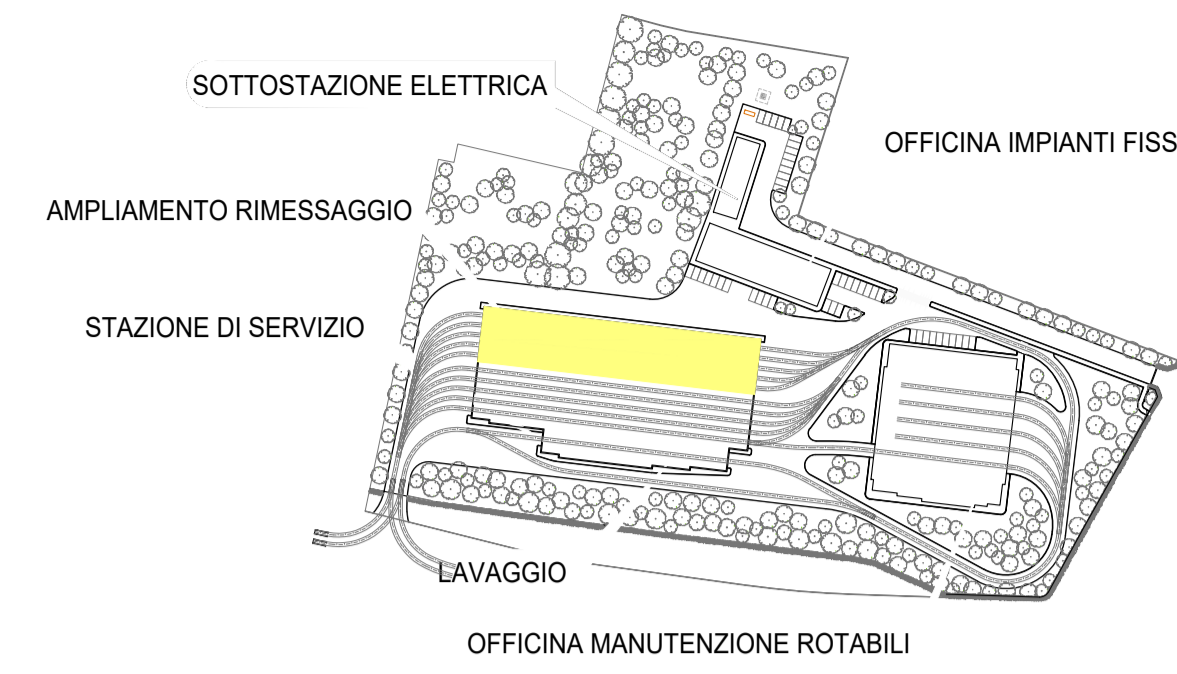 SOTTOSTAZIONE ELETTRICA
OFFICINA IMPIANTI FISS
AMPLIAMENTO RIMESSAGGIO
STAZIONE DI SERVIZIO
LAVAGGIO
OFFICINA MANUTENZIONE ROTABILI